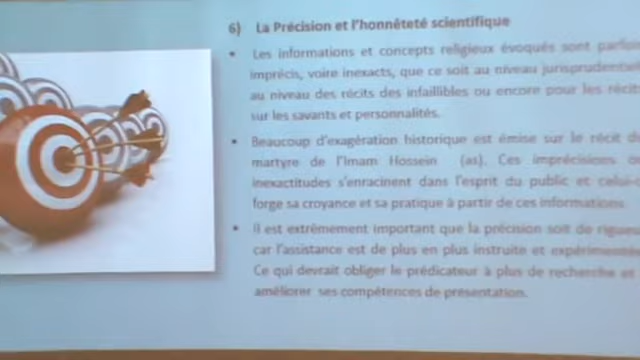 6) La Précision et l'honnêteté scientifique
• Les informations et concepts religieux évoqués sont parfois
imprécis, voire inexacts, que ce soit au niveau jurisprudentiel
au niveau des récits des infaillibles ou encore pour les récits
sur les savants et personnalités.
• Beaucoup d'exagération historique est émise sur le récit du
martyre de l'Imam Hossein (as). Ces imprécisions
inexactitudes s'enracinent dans l'esprit du public et celui-
forge sa croyance et sa pratique à partir de ces informations.
• Il est extrêmement important que la précision soit de rigueur
car l'assistance est de plus en plus instruite et expérimentée
Ce qui devrait obliger le prédicateur à plus de recherche et
améliorer ses compétences de présentation.